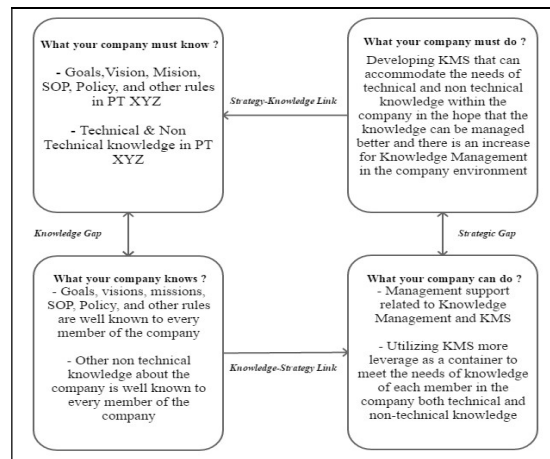 What your company must know ?
- Goals,Vision, Mision,
SOP, Policy, and other rules
in PT XYZ
- Technical & Non
Technical knowledge in PT
XYZ
Strategy-Knowledge Link
What your company must do ?
Developing KMS that can
accommodate the needs of
technical and non technical
knowledge within the
company in the hope that
the knowledge can be managed
better and there is an increase
for Knowledge Management
in the company environment
Knowledge Gap
Strategic Gap
What your company knows ?
- Goals, visions, missions,
SOP, Policy, and other rules
are well known to every
member of the company
- Other non technical
knowledge about the
company is well known to
every member of the
company
Knowledge-Strategy Link
What your company can do ?
- Management support
related to Knowledge
Management and KMS
- Utilizing KMS more
leverage as a container to
meet the needs of knowledge
of each member in the
company both technical and
non-technical knowledge